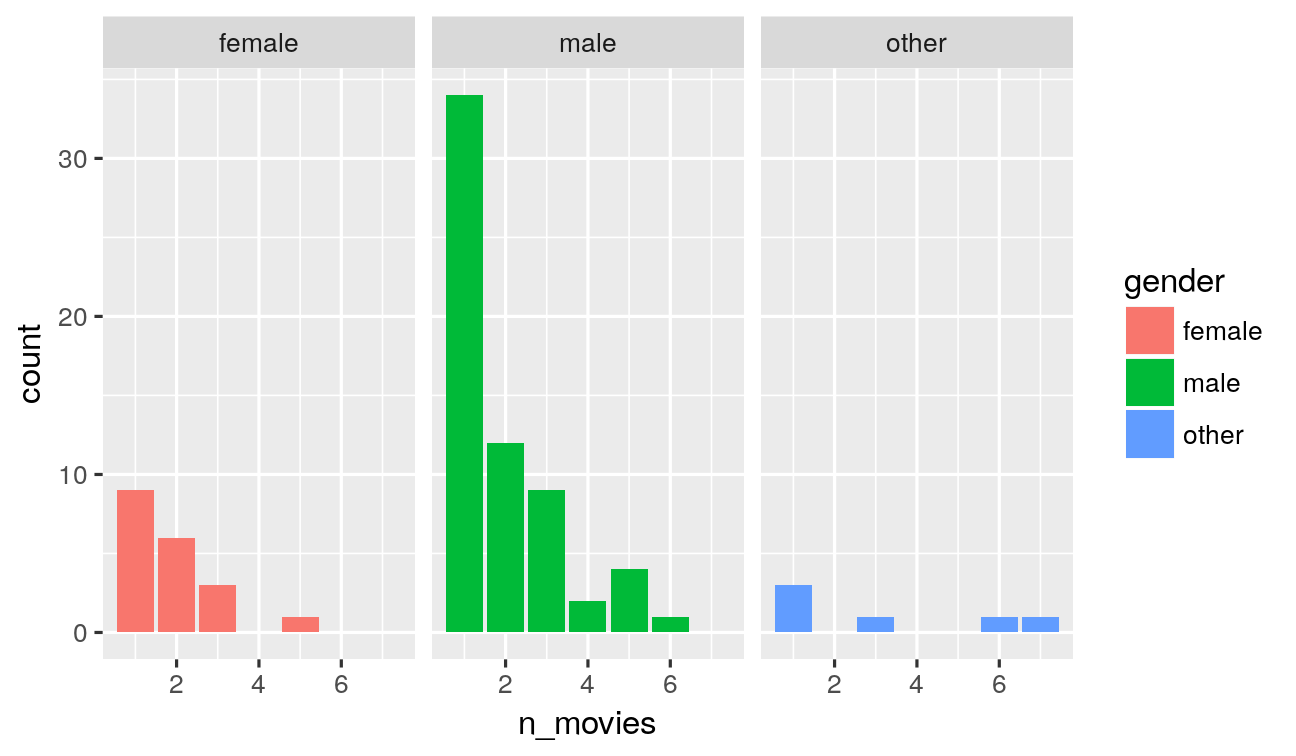 female male other
30
20
10
0
count
2 4 6 2 4 6 2 4 6
n_movies
gender
female
male
other